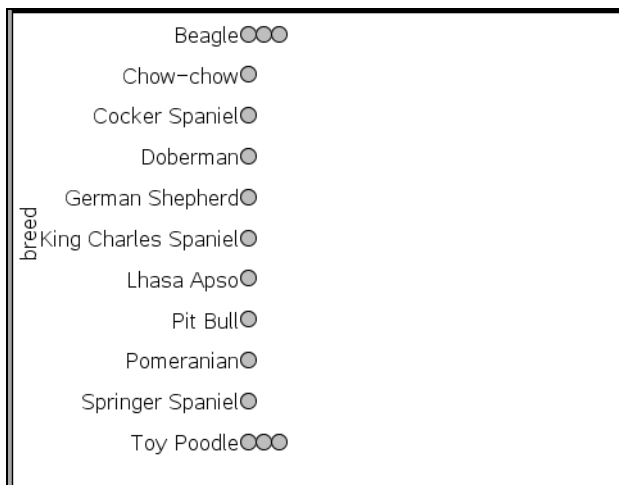 Beagle
Chow-chow
Cocker Spaniel
Doberman
German Shepherd
King Charles Spaniel
Lhasa Apso
Pit Bull
Pomeranian
Springer Spaniel
Toy Poodle
breed